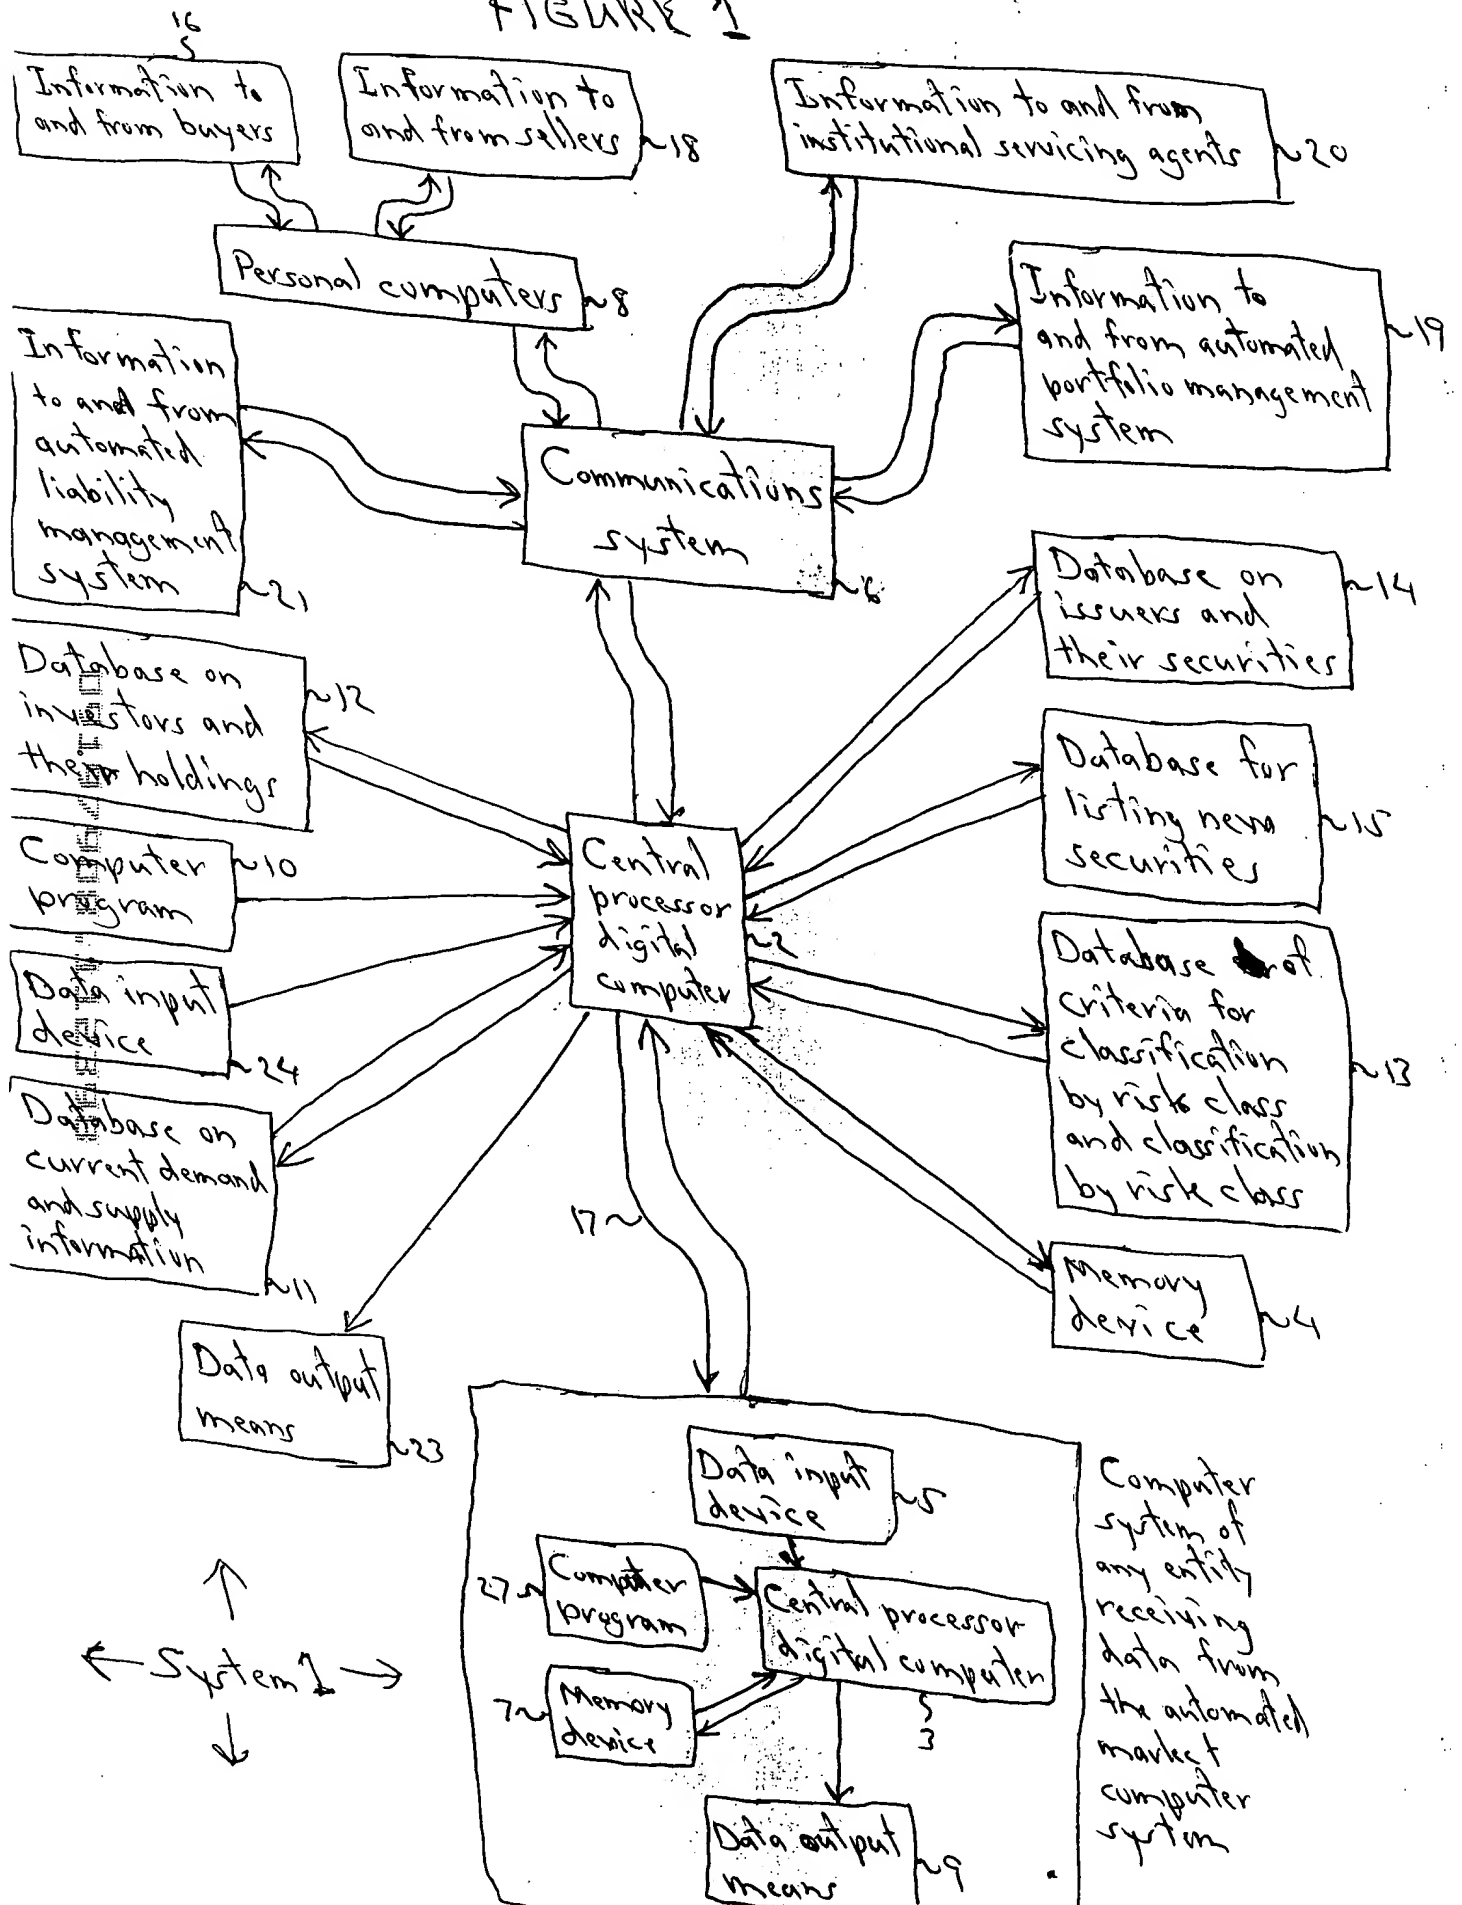 FIGURE 1
16
Information to
and from buyers
Information to
and from sellers
18
Information to and from
institutional servicing agents
20
Personal computers
8
Information to
and from automated
portfolio management
system
19
Information
to and from
automated
liability
management
system
21
Communications
system
6
Database on
issuers and
their securities
14
Database on
investors and
their holdings
12
Database for
listing new
securities
15
Computer
program
10
Central
processor
digital
computer
2
Data input
device
24
Database of
criteria for
classification
by risk class
and classification
by risk class
13
Database on
current demand
and supply
information
11
17
Memory
device
4
Data output
means
23
Data input
device
5
Computer
program
27
Central processor
digital computer
3
Memory
device
7
Data output
means
9
Computer
system of
any entity
receiving
data from
the automated
market
computer
system
System 1